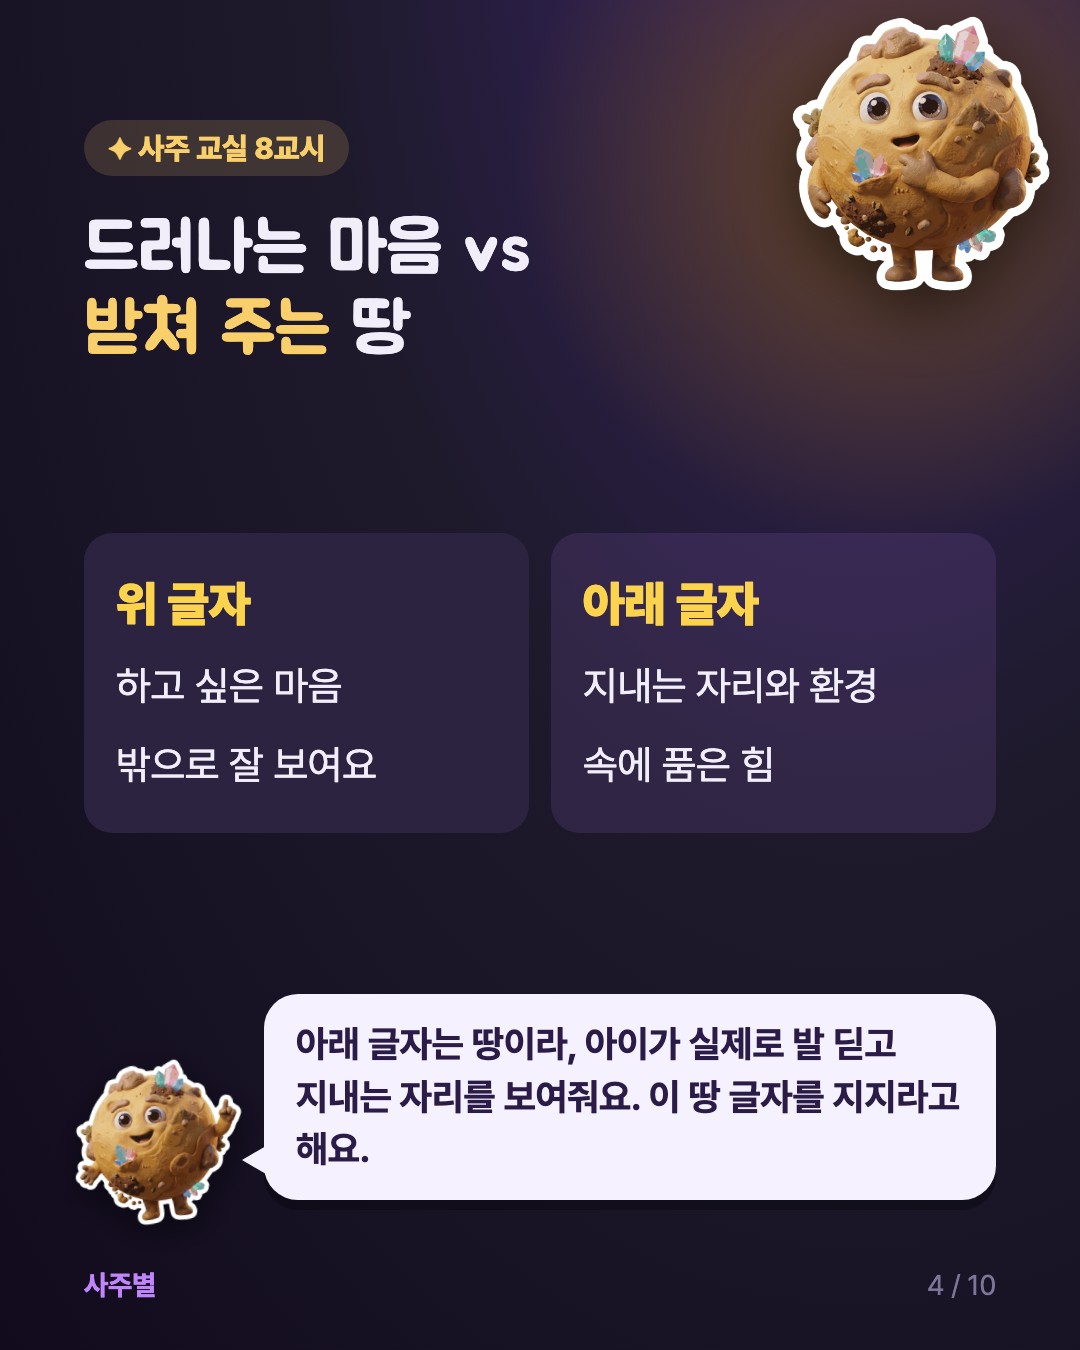 ✦ 사주 교실 8교시
드러나는 마음 vs
받쳐 주는 땅
위 글자
하고 싶은 마음
밖으로 잘 보여요
아래 글자
지내는 자리와 환경
속에 품은 힘
아래 글자는 땅이라, 아이가 실제로 발 딛고
지내는 자리를 보여줘요. 이 땅 글자를 지지라고
해요.
사주별
4 / 10